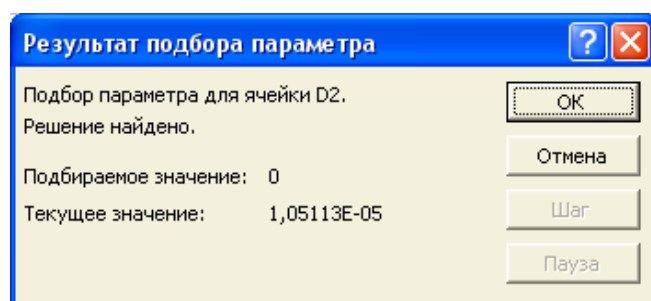 Результат подбора параметра
Подбор параметра для ячейки D2.
Решение найдено.
Подбираемое значение: 0
Текущее значение: 1,05113E-05
ОК
Отмена
Шаг
Пауза